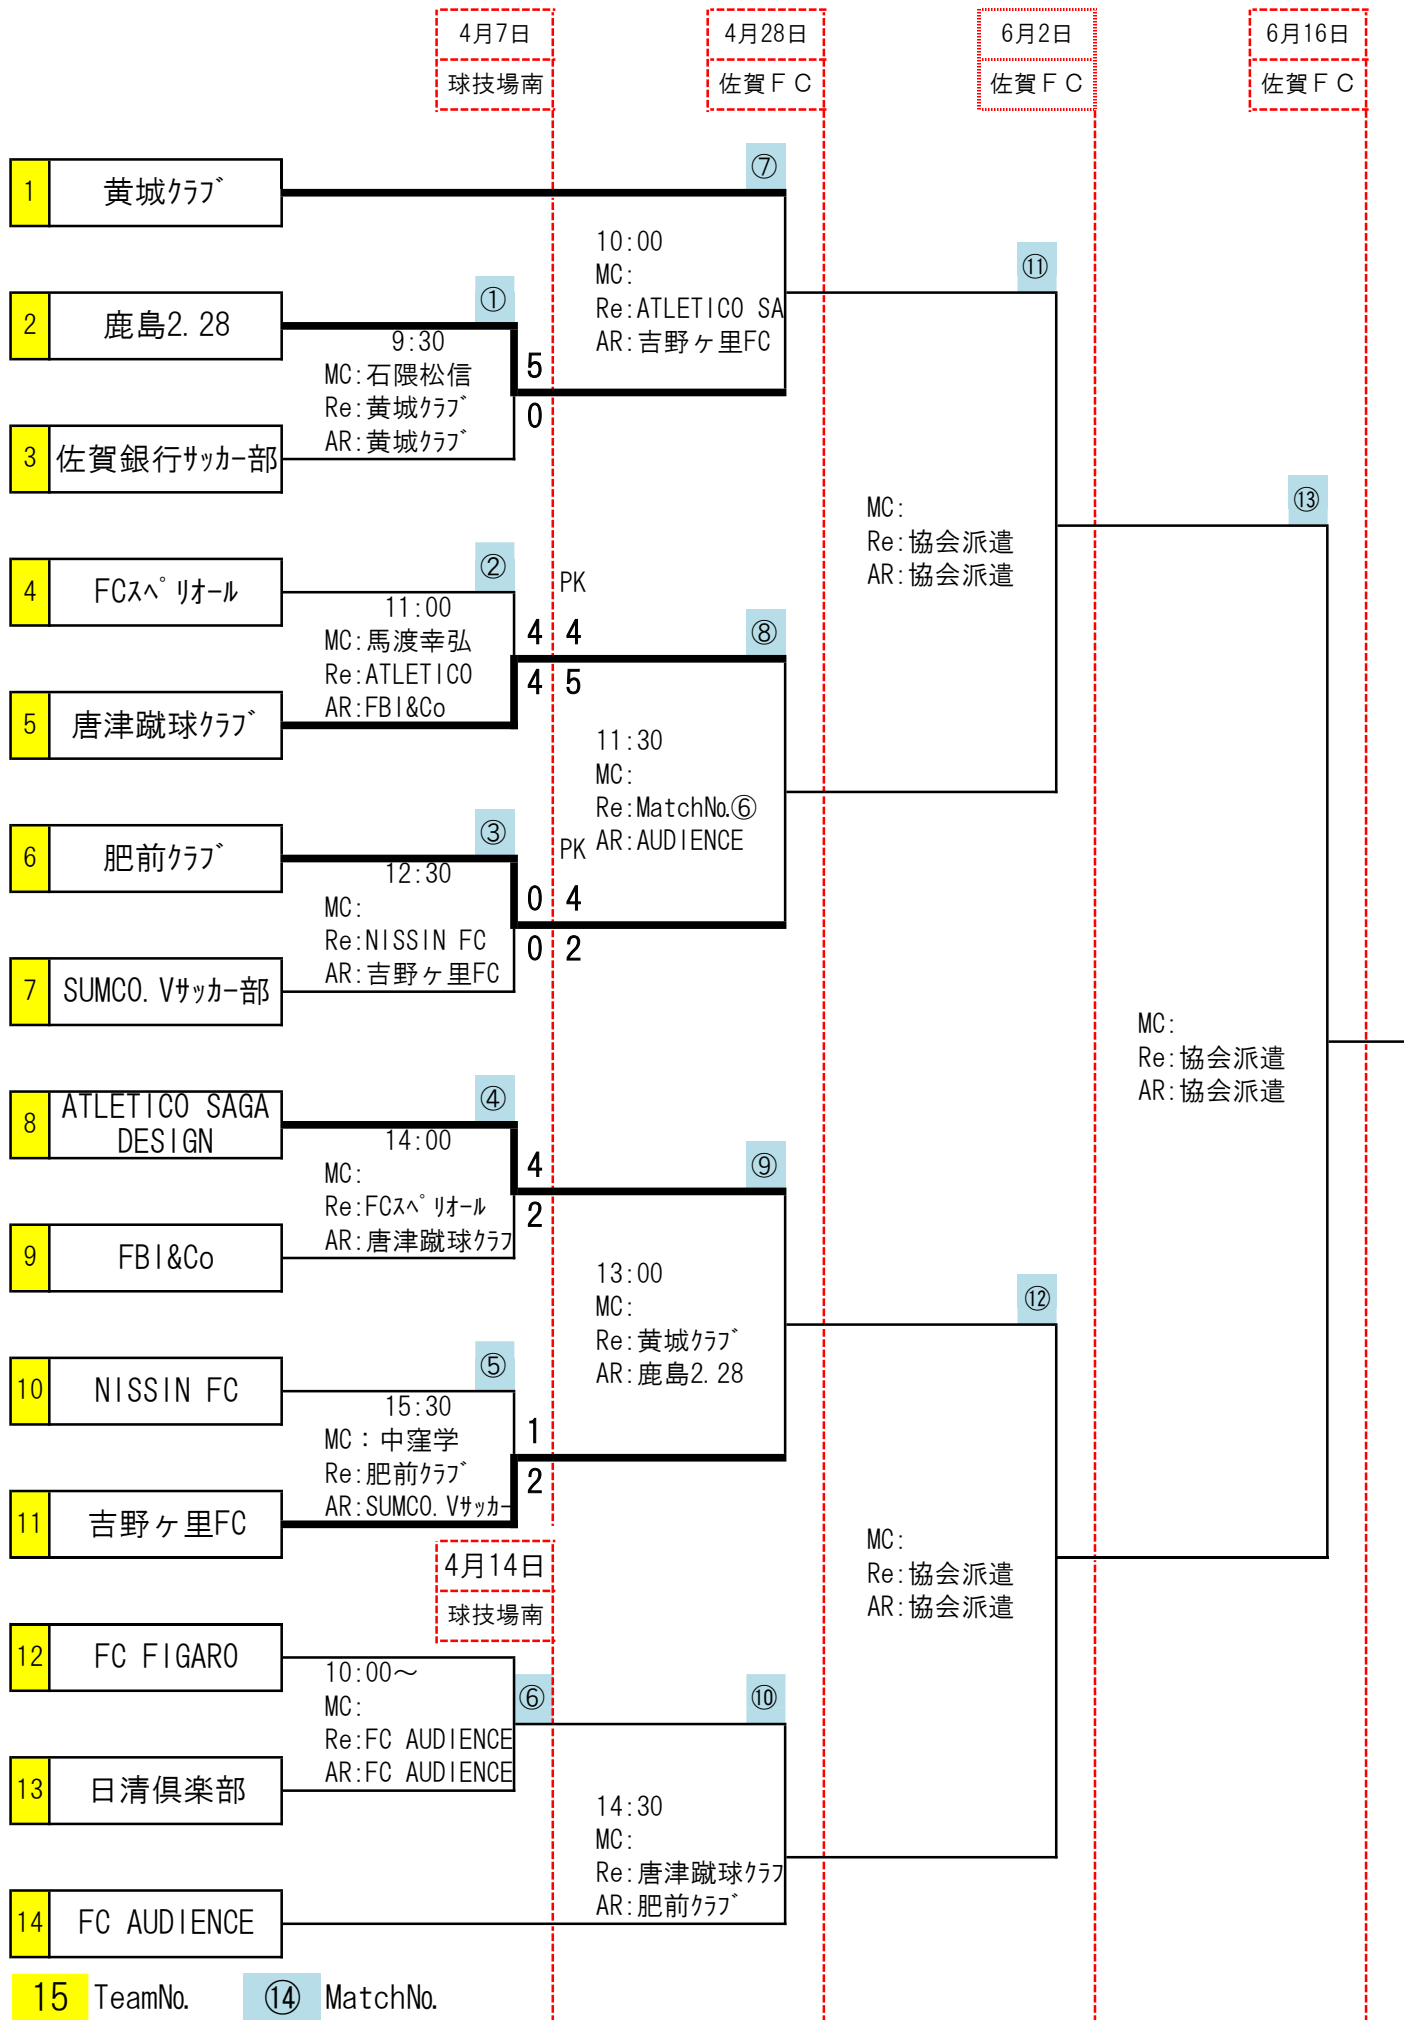 4月7日
球技場南
4月28日
佐賀ＦＣ
6月2日
佐賀ＦＣ
6月16日
佐賀ＦＣ
1 黄城ｸﾗﾌﾞ
⑦
10:00
MC:
Re:ATLETICO SA
AR:吉野ヶ里FC
⑪
2 鹿島2.28
①
9:30
MC:石隈松信
Re:黄城ｸﾗﾌﾞ
AR:黄城ｸﾗﾌﾞ
5
0
3 佐賀銀行ｻｯｶｰ部
MC:
Re:協会派遣
AR:協会派遣
⑬
4 FCｽﾍﾟﾘｵｰﾙ
②
11:00
MC:馬渡幸弘
Re:ATLETICO
AR:FBI&Co
PK
4 4
4 5
⑧
5 唐津蹴球ｸﾗﾌﾞ
11:30
MC:
Re:MatchNo.⑥
AR:AUDIENCE
6 肥前ｸﾗﾌﾞ
③
12:30
MC:
Re:NISSIN FC
AR:吉野ヶ里FC
PK
0 4
0 2
7 SUMCO.Vｻｯｶｰ部
MC:
Re:協会派遣
AR:協会派遣
8 ATLETICO SAGA
DESIGN
④
14:00
MC:
Re:FCｽﾍﾟﾘｵｰﾙ
AR:唐津蹴球ｸﾗﾌ
4
2
⑨
9 FBI&Co
13:00
MC:
Re:黄城ｸﾗﾌﾞ
AR:鹿島2.28
⑫
10 NISSIN FC
⑤
15:30
MC：中窪学
Re:肥前ｸﾗﾌﾞ
AR:SUMCO.Vｻｯｶｰ
1
2
11 吉野ヶ里FC
4月14日
球技場南
MC:
Re:協会派遣
AR:協会派遣
12 FC FIGARO
10:00～
MC:
Re:FC AUDIENCE
AR:FC AUDIENCE
⑥
⑩
13 日清倶楽部
14:30
MC:
Re:唐津蹴球ｸﾗﾌ
AR:肥前ｸﾗﾌﾞ
14 FC AUDIENCE
15 TeamNo.
⑭ MatchNo.